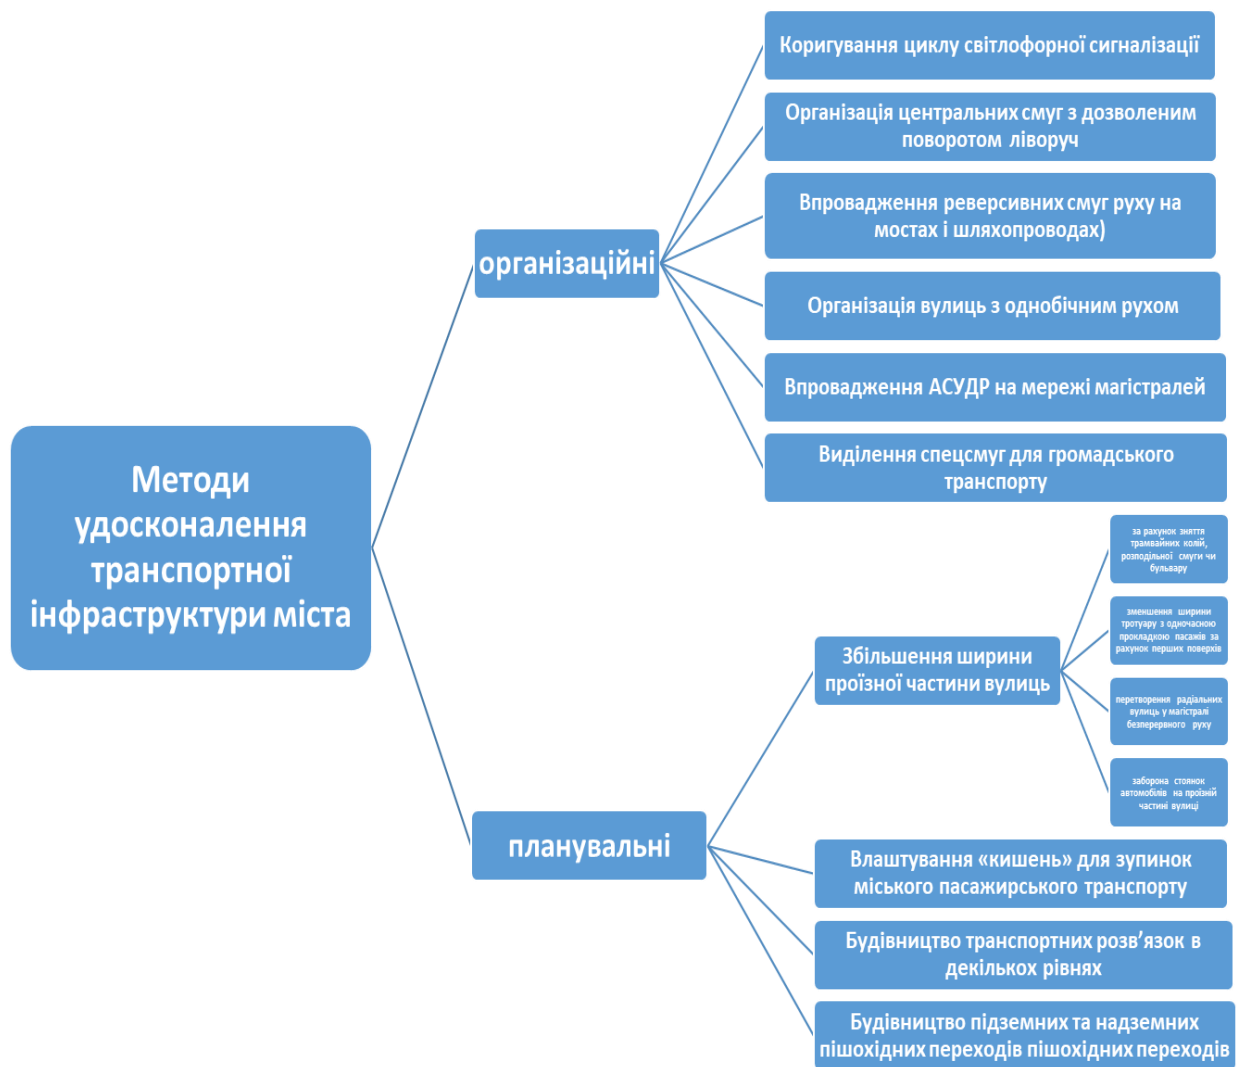 Методи
удосконалення
транспортної
інфраструктури міста
організаційні
Коригування циклу світлофорної сигналізації
Організація центральних смуг з дозволеним
поворотом ліворуч
Впровадження реверсивних смуг руху на
мостах і шляхопроводах)
Організація вулиць з однобічним рухом
Впровадження АСУДР на мережі магістралей
Виділення спецсмуг для громадського
транспорту
планувальні
Збільшення ширини
проїзної частини вулиць
за рахунок зняття
трамвайних колій,
розподільної смуги чи
бульвару
зменшення ширини
тротуару з одночасною
прокладкою пасажів за
рахунок перших поверхів
перетворення радіальних
вулиць у магістралі
безперервного руху
заборона стоянок
автомобілів на проїзній
частині вулиці
Влаштування «кишень» для зупинок
міського пасажирського транспорту
Будівництво транспортних розв’язок в
декількох рівнях
Будівництво підземних та надземних
пішохідних переходів пішохідних переходів